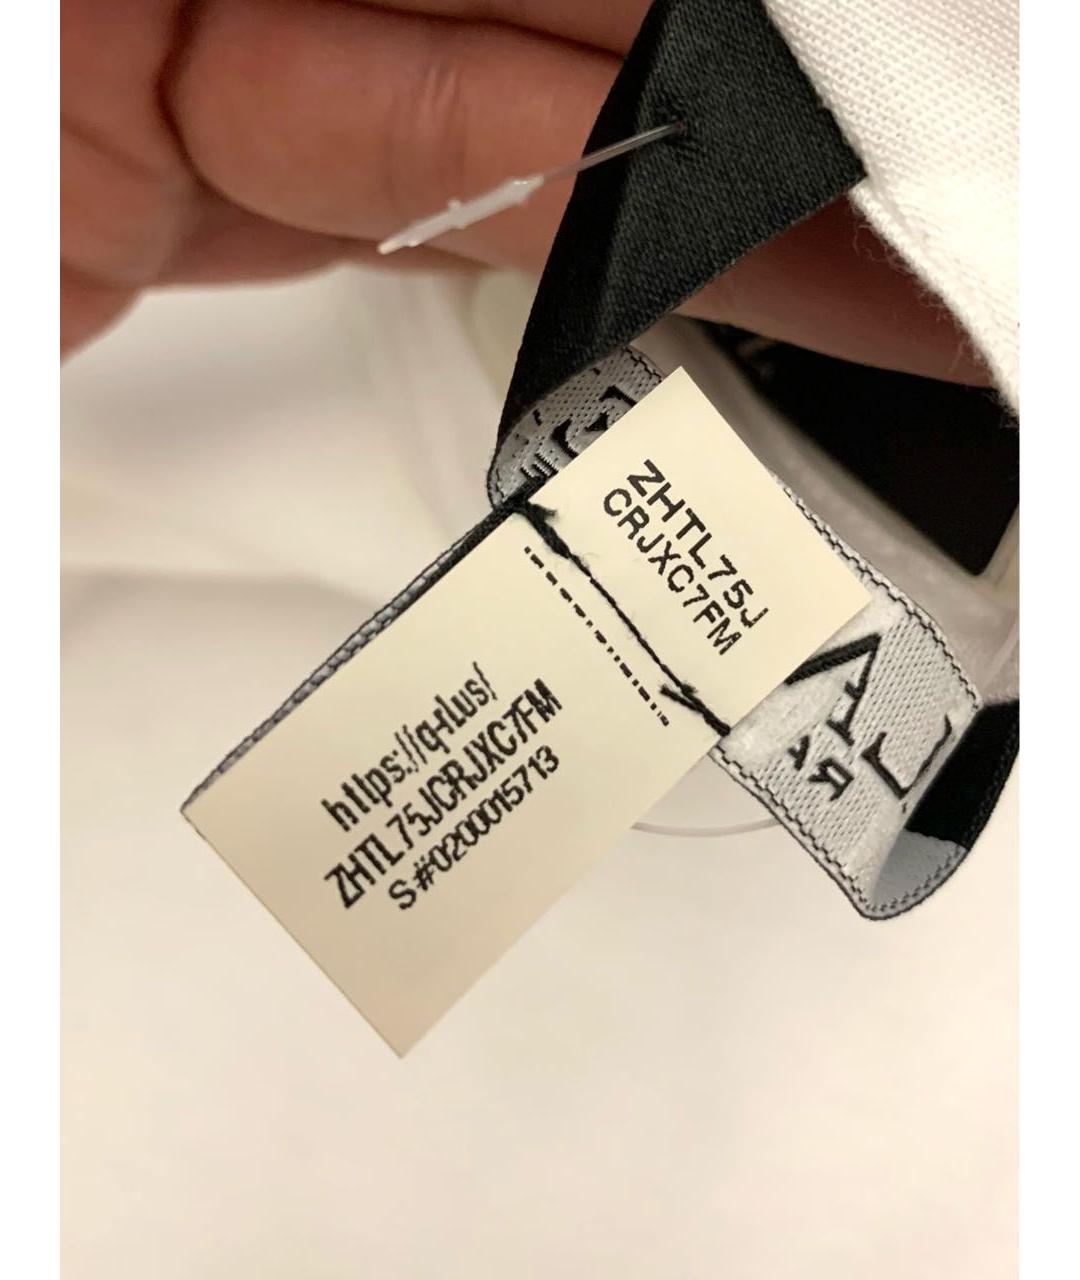 ZHTL75J
CRJXC7FM
https://q-r.us/
ZHTL75JCRJXC7FM
S#0200015713